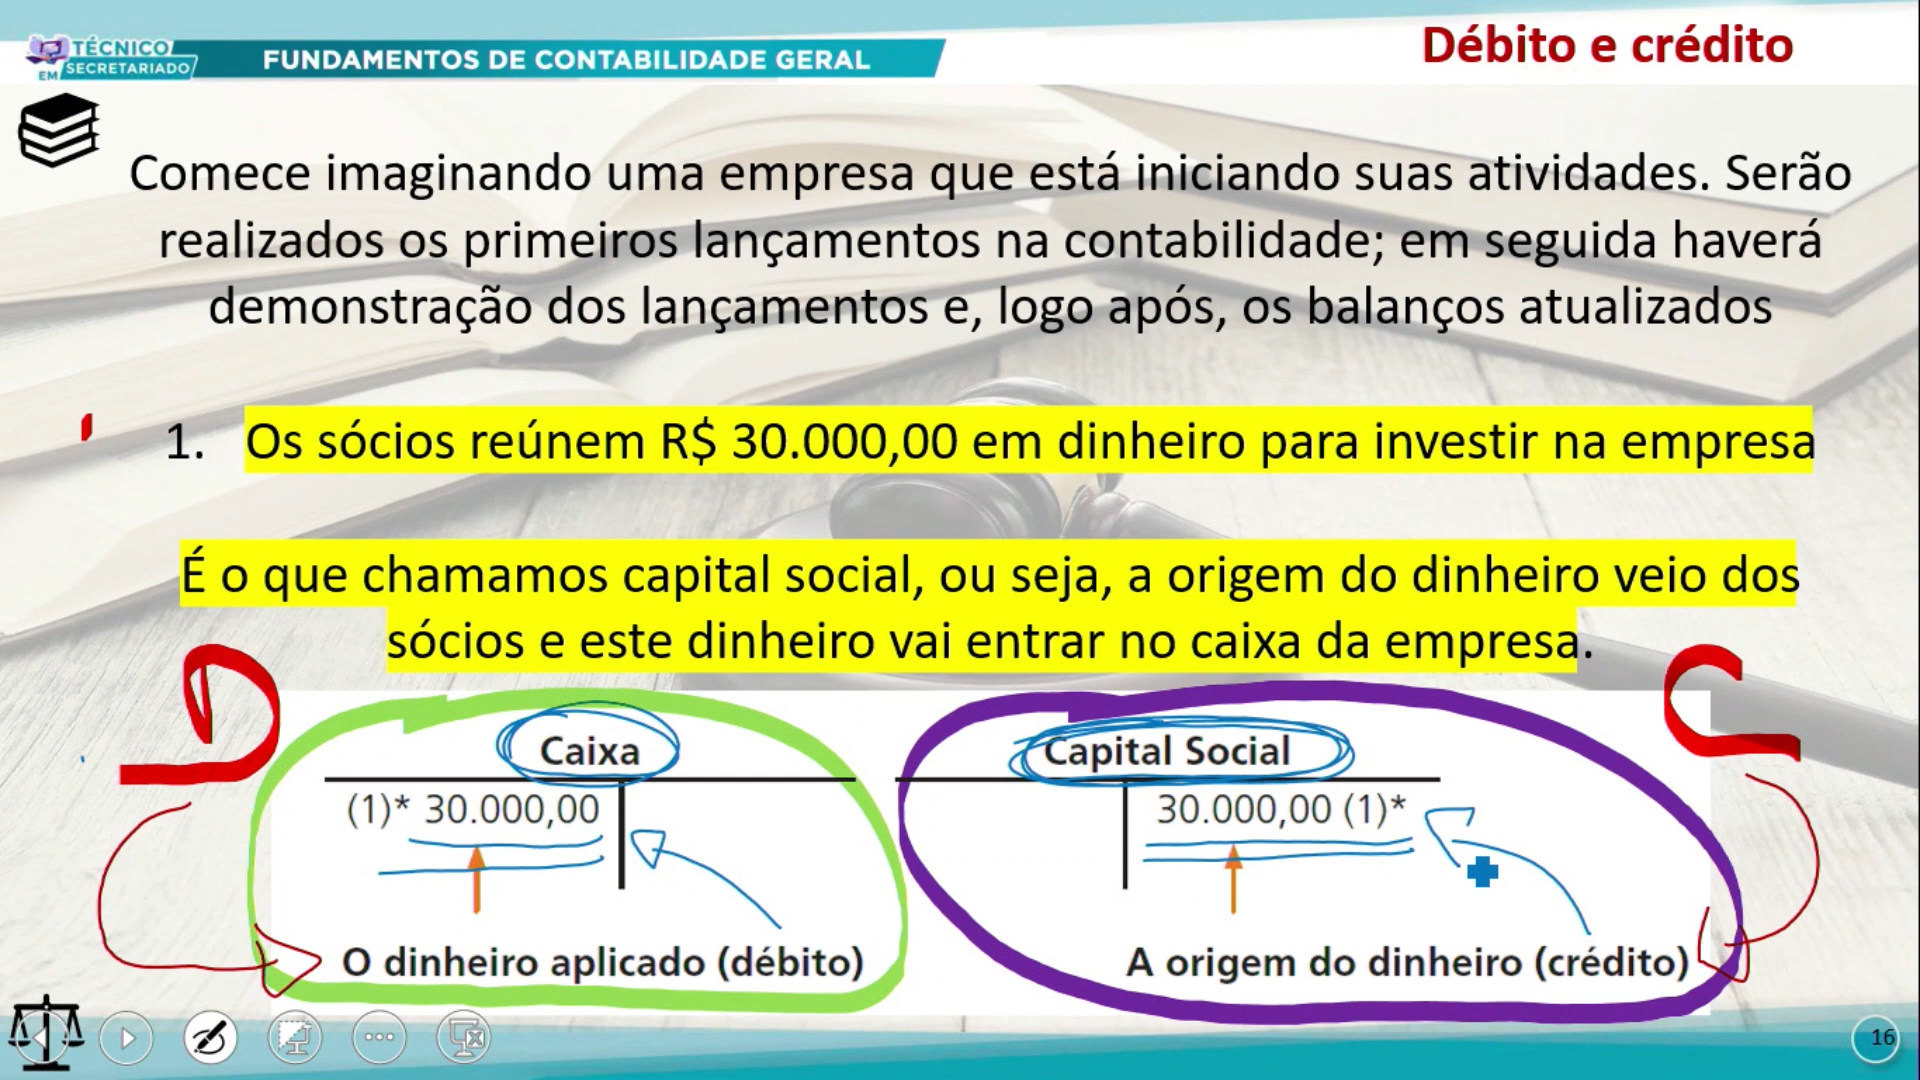 TÉCNICO
EM SECRETARIADO
FUNDAMENTOS DE CONTABILIDADE GERAL
Débito e crédito
Comece imaginando uma empresa que está iniciando suas atividades. Serão
realizados os primeiros lançamentos na contabilidade; em seguida haverá
demonstração dos lançamentos e, logo após, os balanços atualizados
1. Os sócios reúnem R$ 30.000,00 em dinheiro para investir na empresa
É o que chamamos capital social, ou seja, a origem do dinheiro veio dos
sócios e este dinheiro vai entrar no caixa da empresa.
D
C
Caixa
Capital Social
(1)* 30.000,00
30.000,00 (1)*
O dinheiro aplicado (débito)
A origem do dinheiro (crédito)
16